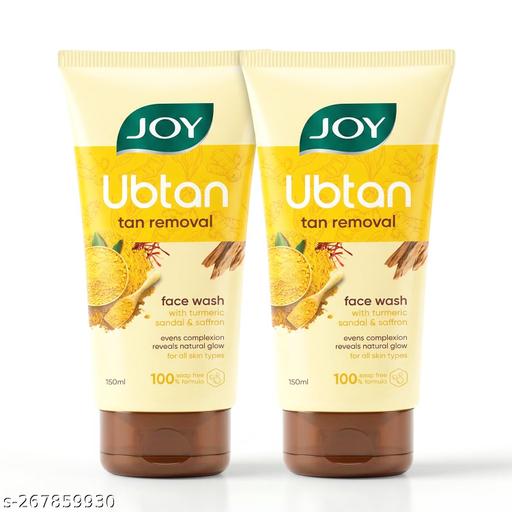 JOY
Ubtan
tan removal
face wash
with turmeric
sandal & saffron
evens complexion
reveals natural glow
for all skin types
150ml
100% soap free formula
JOY
Ubtan
tan removal
face wash
with turmeric
sandal & saffron
evens complexion
reveals natural glow
for all skin types
150ml
100% soap free formula
s-267859930